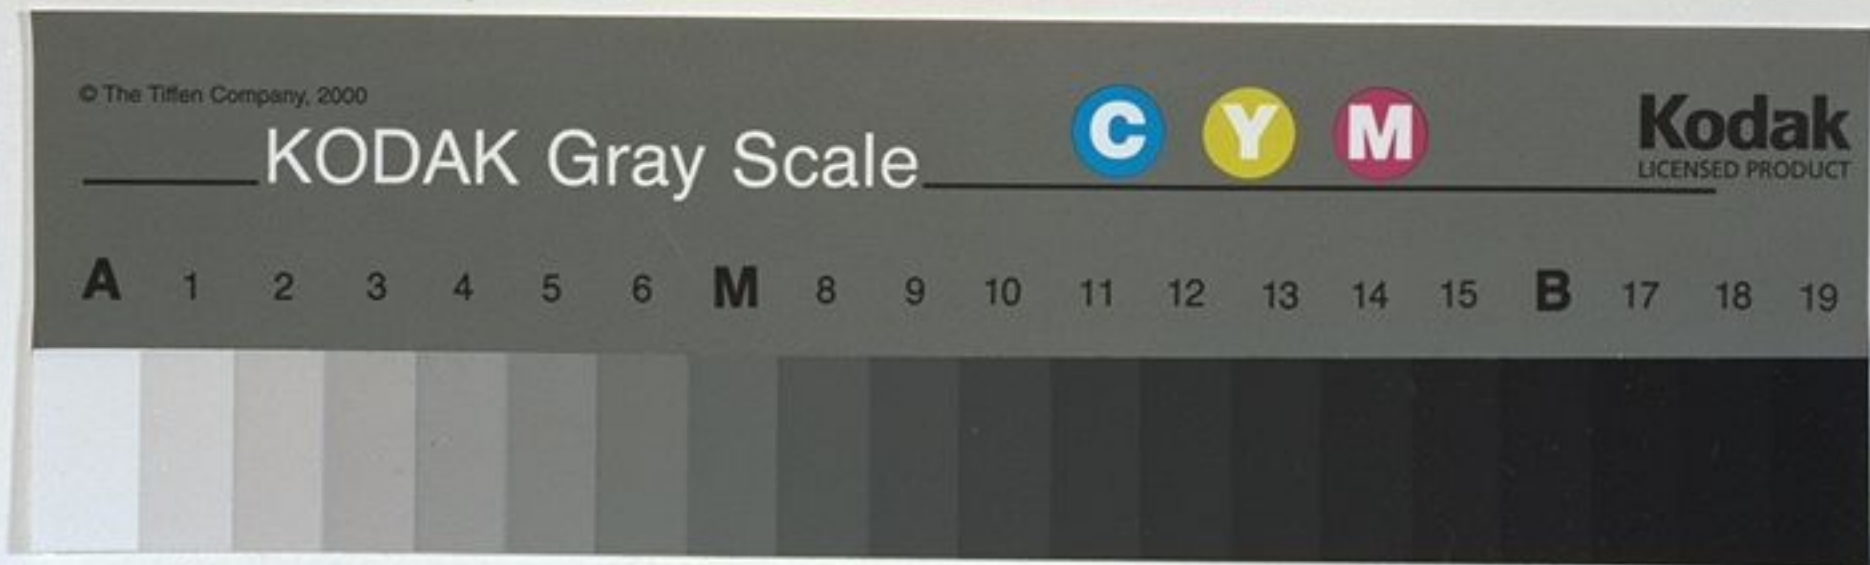 © The Tiffen Company, 2000
KODAK Gray Scale
C Y M
Kodak
LICENSED PRODUCT
A 1 2 3 4 5 6 M 8 9 10 11 12 13 14 15 B 17 18 19